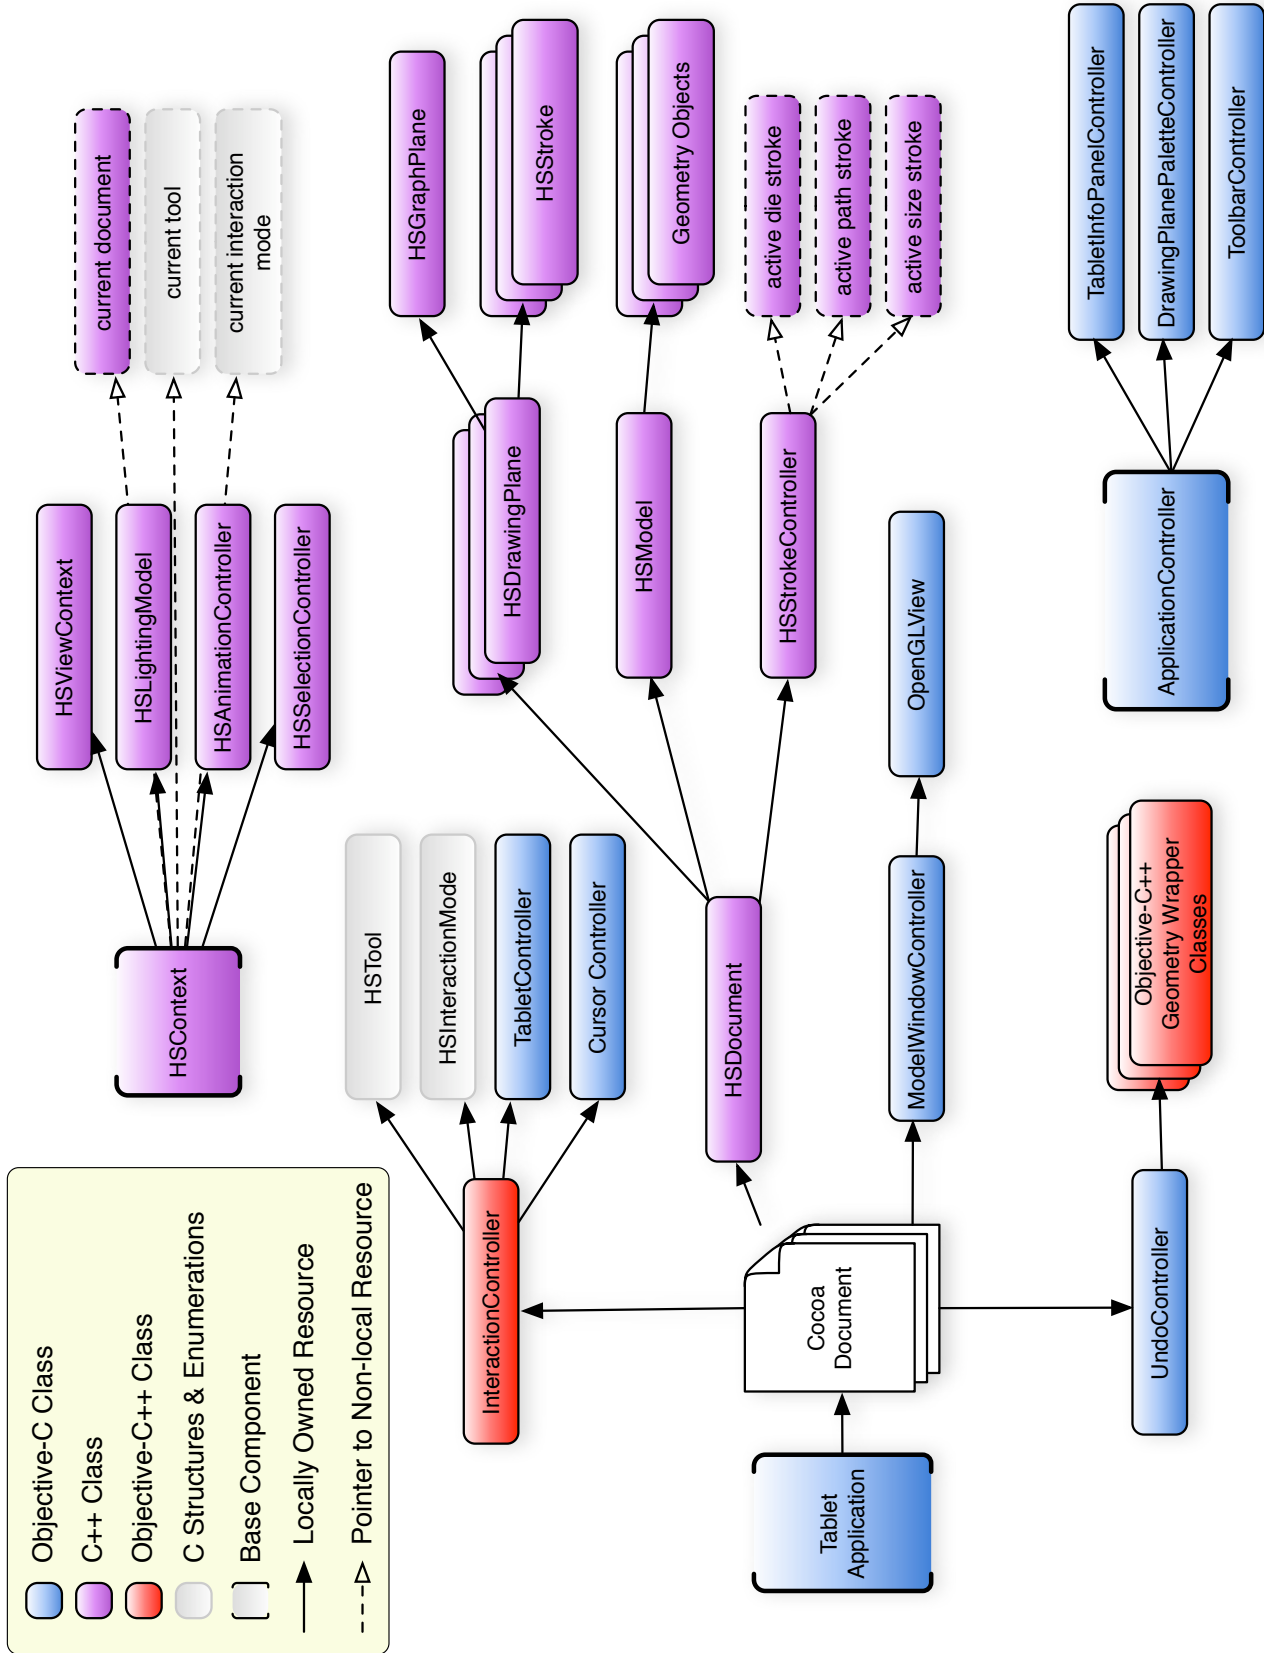 Objective-C Class
C++ Class
Objective-C++ Class
C Structures & Enumerations
Base Component
Locally Owned Resource
Pointer to Non-local Resource
HSContext
HSViewContext
HSLightingModel
HSAnimationController
HSSelectionController
current document
current tool
current interaction
mode
InteractionController
HSTool
HSInteractionMode
TabletController
Cursor Controller
Tablet
Application
Cocoa
Document
HSDocument
HSDrawingPlane
HSGraphPlane
HSStroke
HSModel
Geometry Objects
HSStrokeController
active die stroke
active path stroke
active size stroke
ModelWindowController
OpenGLView
UndoController
Objective-C++
Geometry Wrapper
Classes
ApplicationController
TabletInfoPanelController
DrawingPlanePaletteController
ToolbarController